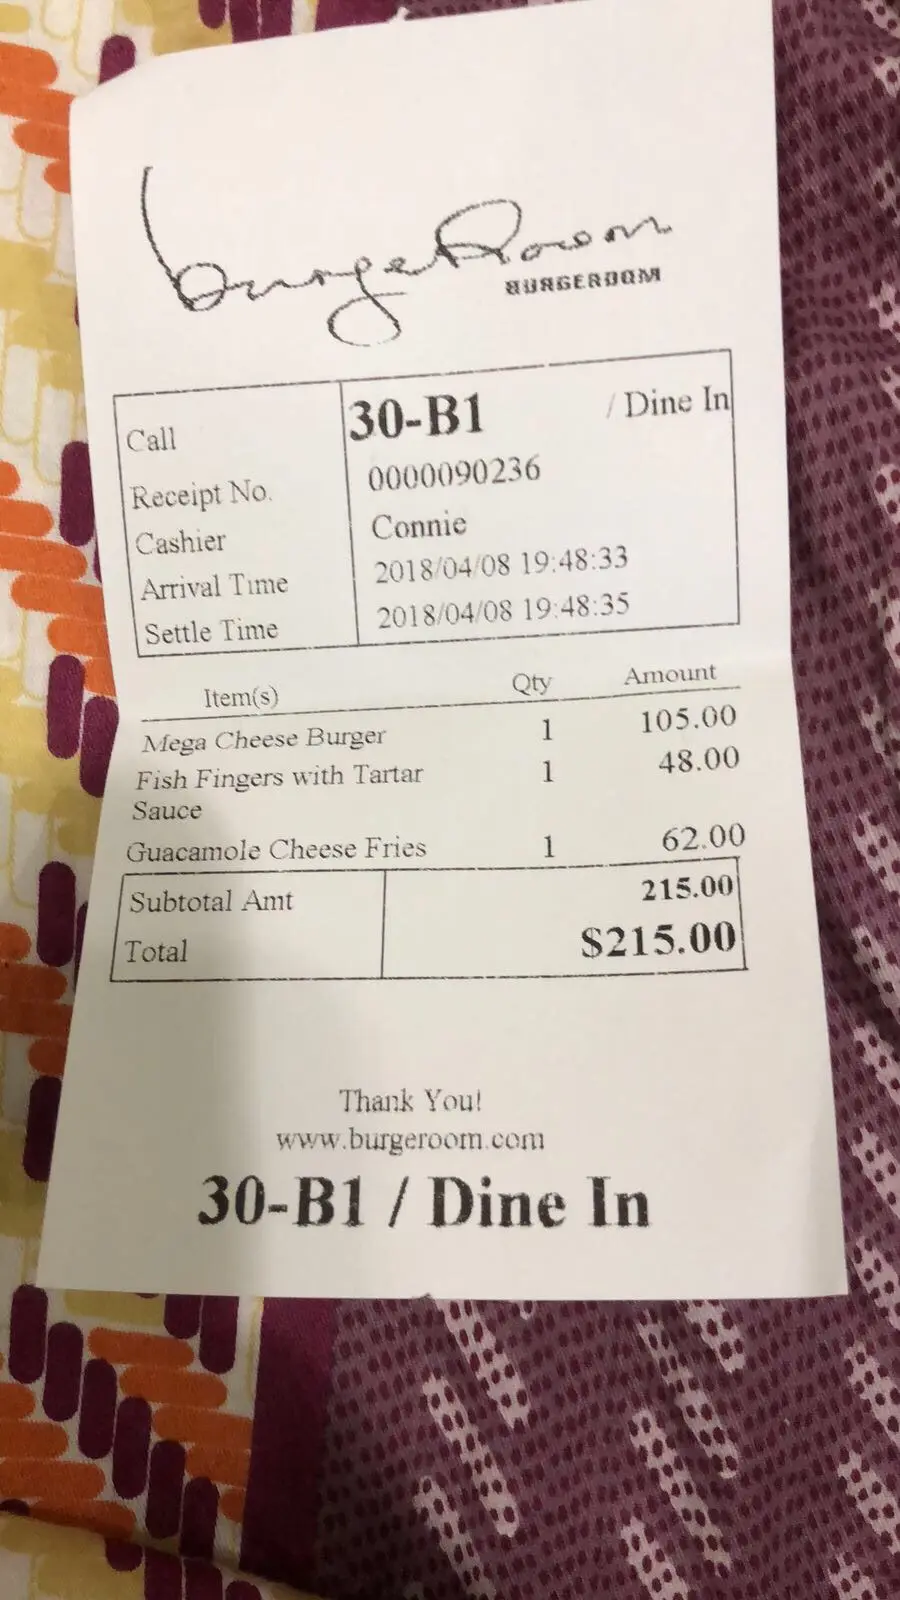 burgeRoom
BURGEROOM
Call 30-B1 / Dine In
Receipt No. 0000090236
Cashier Connie
Arrival Time 2018/04/08 19:48:33
Settle Time 2018/04/08 19:48:35
Item(s) Qty Amount
Mega Cheese Burger 1 105.00
Fish Fingers with Tartar 1 48.00
Sauce
Guacamole Cheese Fries 1 62.00
Subtotal Amt 215.00
Total $215.00
Thank You!
www.burgeroom.com
30-B1 / Dine In